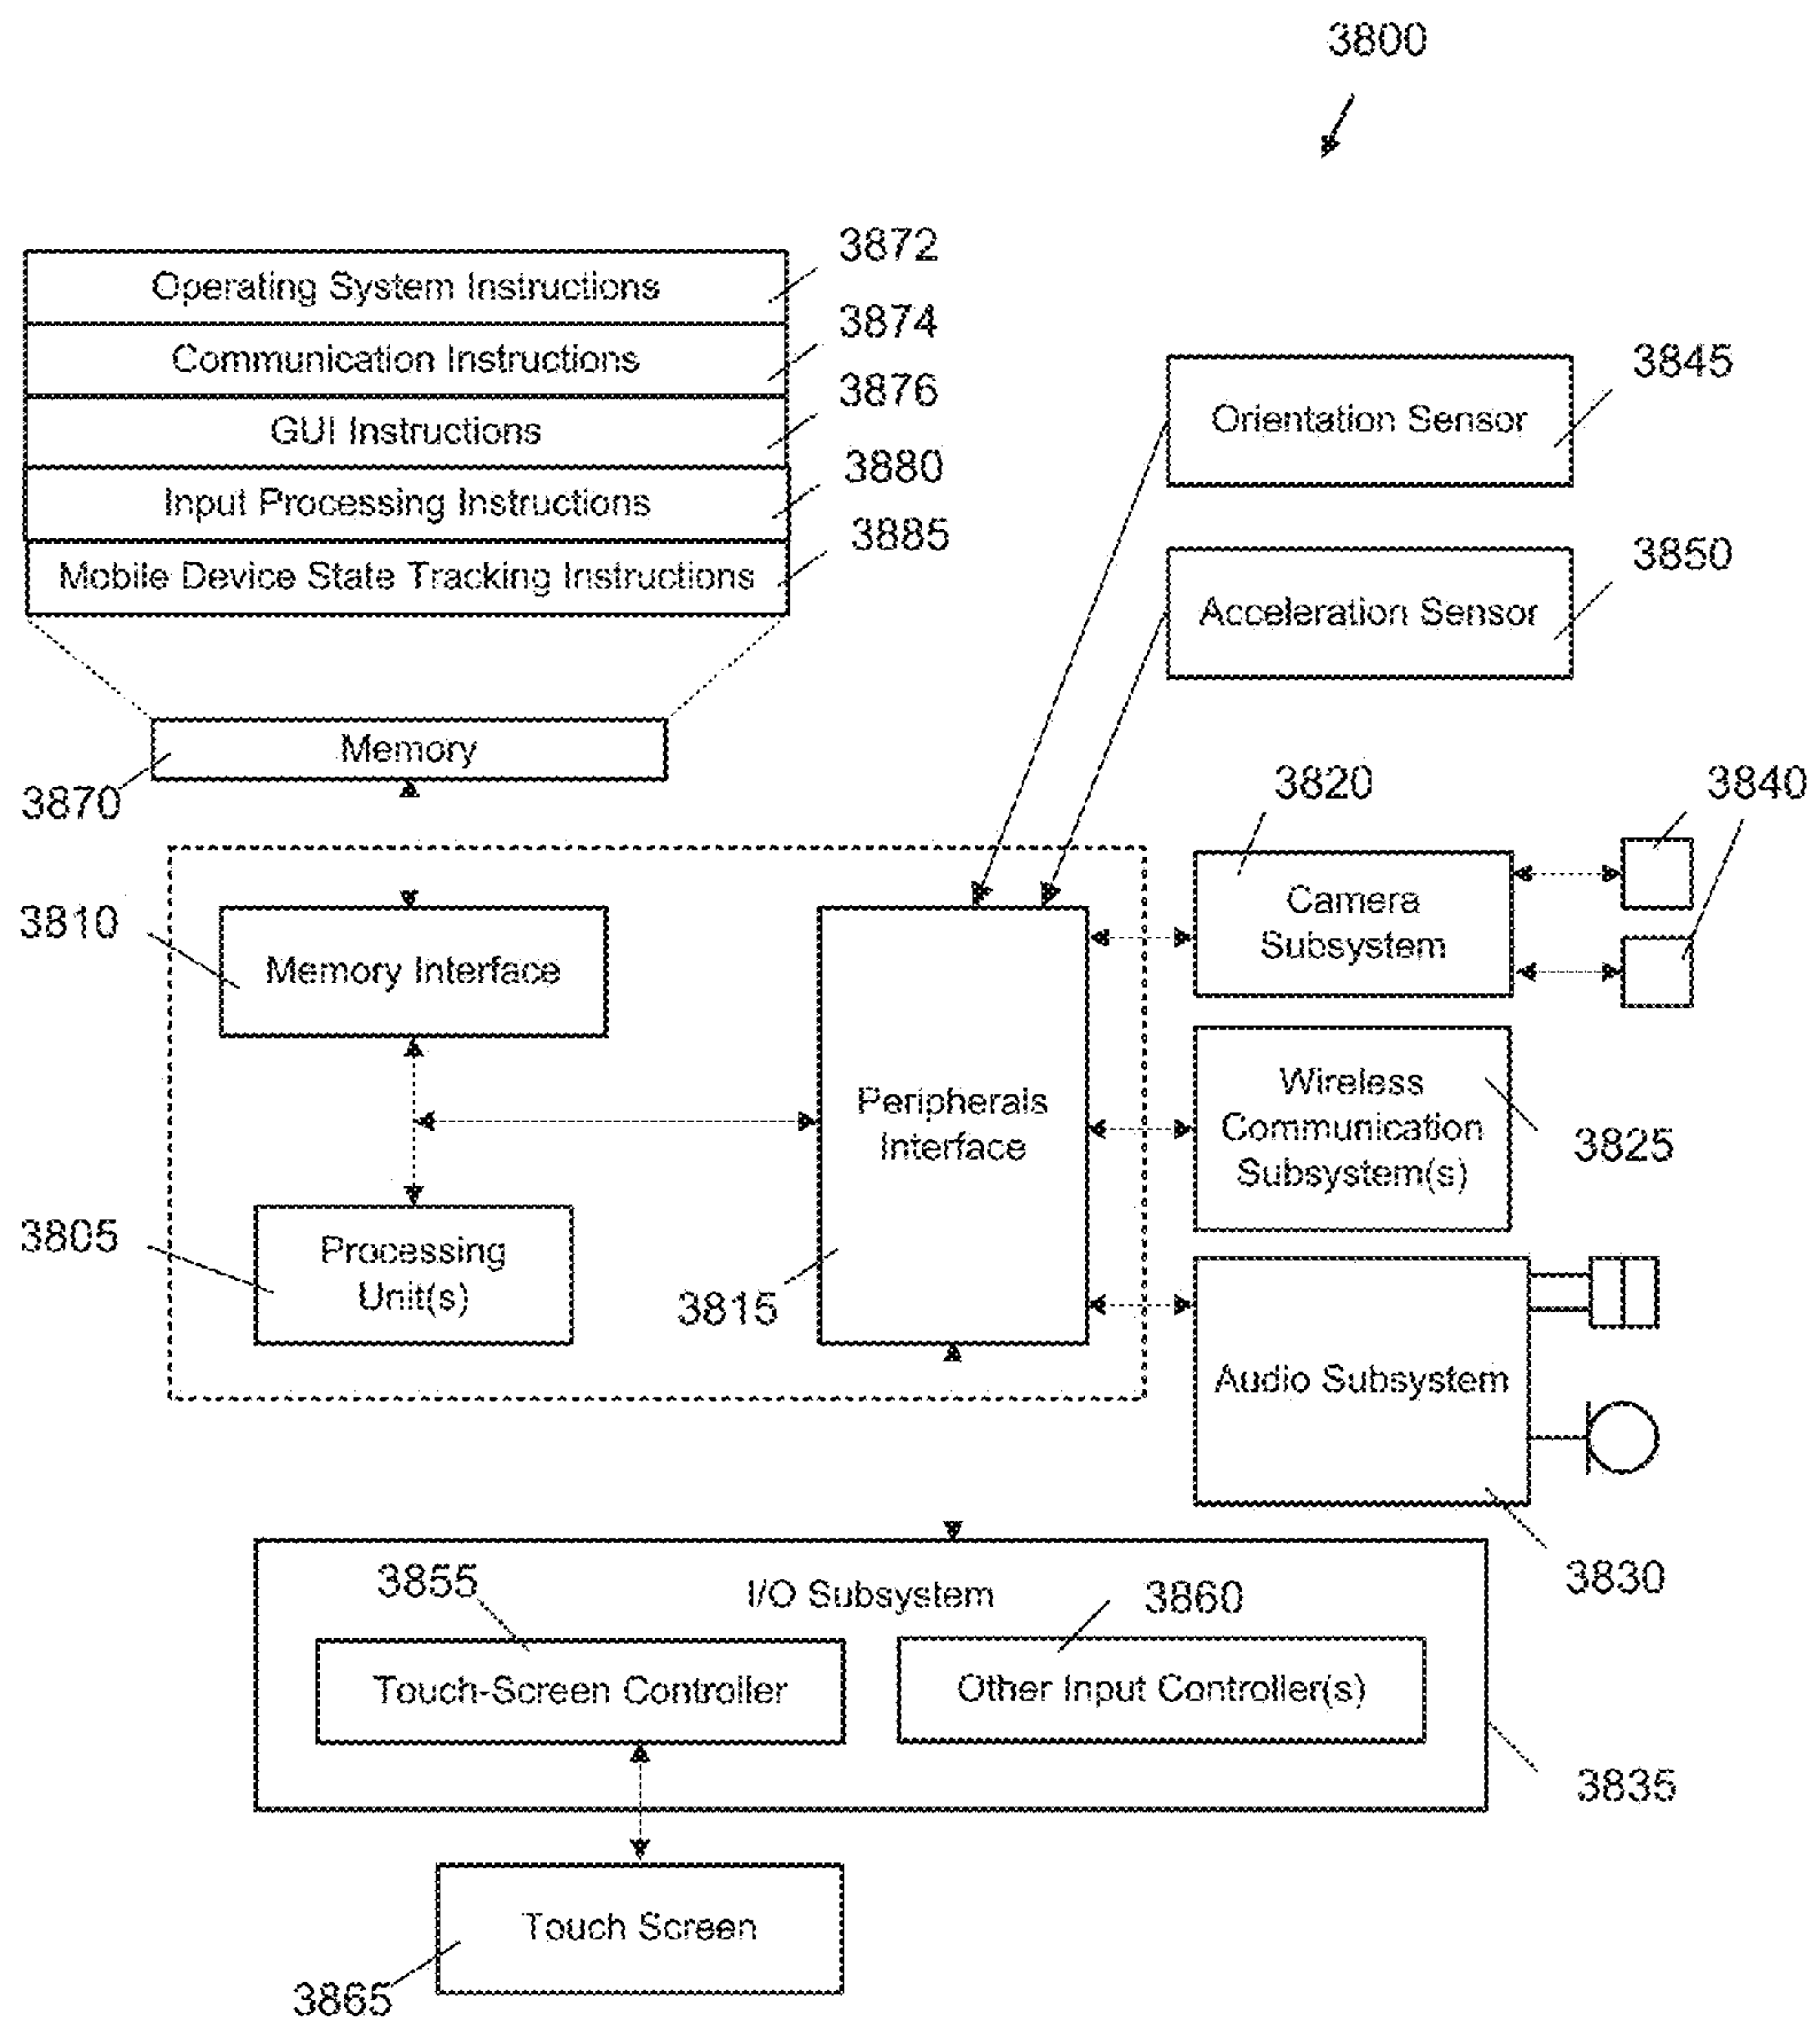 3800
3872
Operating System Instructions
3874
Communication Instructions
3876
GUI Instructions
3880
Input Processing Instructions
3885
Mobile Device State Tracking Instructions
3845
Orientation Sensor
3850
Acceleration Sensor
Memory
3870
3820
3840
Camera
Subsystem
3810
Memory Interface
Peripherals
Interface
3815
Wireless
Communication
Subsystem(s)
3825
3805
Processing
Unit(s)
Audio Subsystem
3830
I/O Subsystem
3855
3860
Touch-Screen Controller
Other Input Controller(s)
3835
Touch Screen
3865